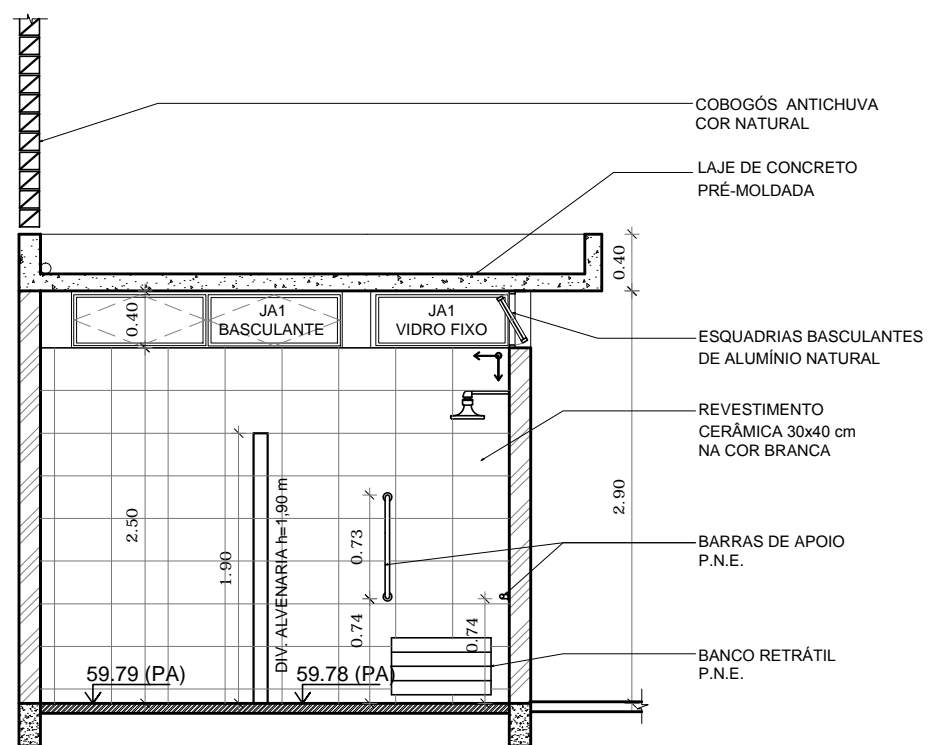 COBOGÓS ANTICHUVA
COR NATURAL
LAJE DE CONCRETO
PRÉ-MOLDADA
0.40
0.40
JA1
BASCULANTE
JA1
VIDRO FIXO
ESQUADRIAS BASCULANTES
DE ALUMÍNIO NATURAL
REVESTIMENTO
CERÂMICA 30x40 cm
NA COR BRANCA
2.50
1.90
DIV. ALVENARIA h=1,90 m
0.73
2.90
BARRAS DE APOIO
P.N.E.
0.74
0.74
BANCO RETRÁTIL
P.N.E.
59.79 (PA)
59.78 (PA)